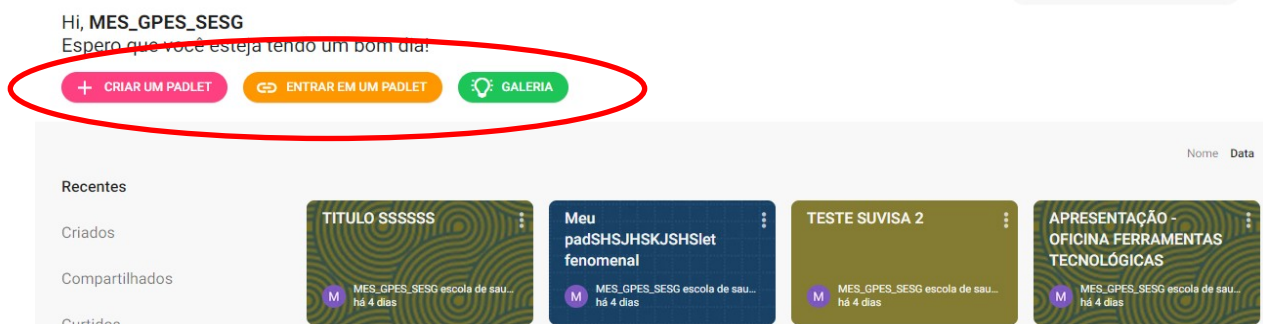 Hi, MES_GPES_SESG
Espero que você esteja tendo um bom dia!
CRIAR UM PADLET
ENTRAR EM UM PADLET
GALERIA
Nome Data
Recentes
Criados
Compartilhados
Curtidos
TITULO SSSSSS
M
MES_GPES_SESG escola de sau...
há 4 dias
Meu
padSHSJHSKJSHSlet
fenomenal
M
MES_GPES_SESG escola de sau...
há 4 dias
TESTE SUVISA 2
M
MES_GPES_SESG escola de sau...
há 4 dias
APRESENTAÇÃO -
OFICINA FERRAMENTAS
TECNOLÓGICAS
M
MES_GPES_SESG escola de sau...
há 4 dias